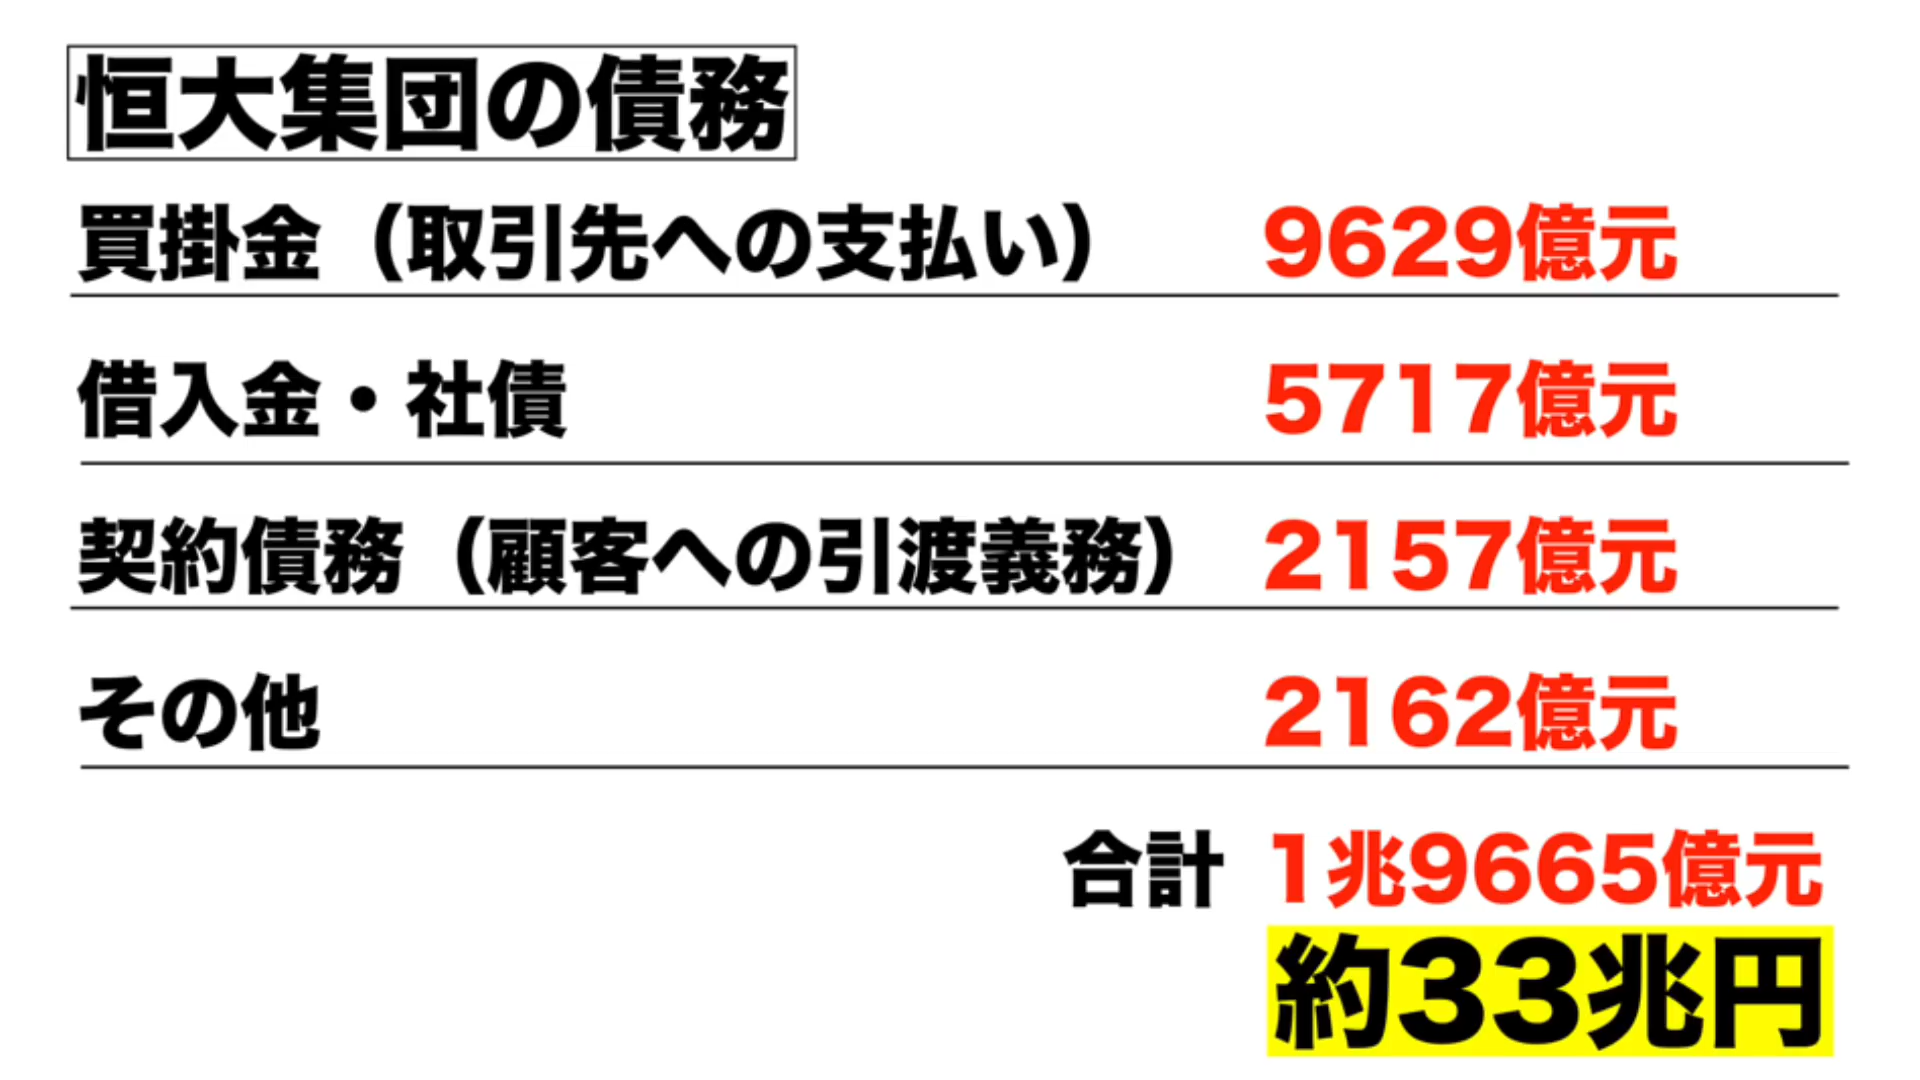 恒大集団の債務
買掛金（取引先への支払い） 9629億元
借入金・社債 5717億元
契約債務（顧客への引渡義務） 2157億元
その他 2162億元
合計 1兆9665億元
約33兆円